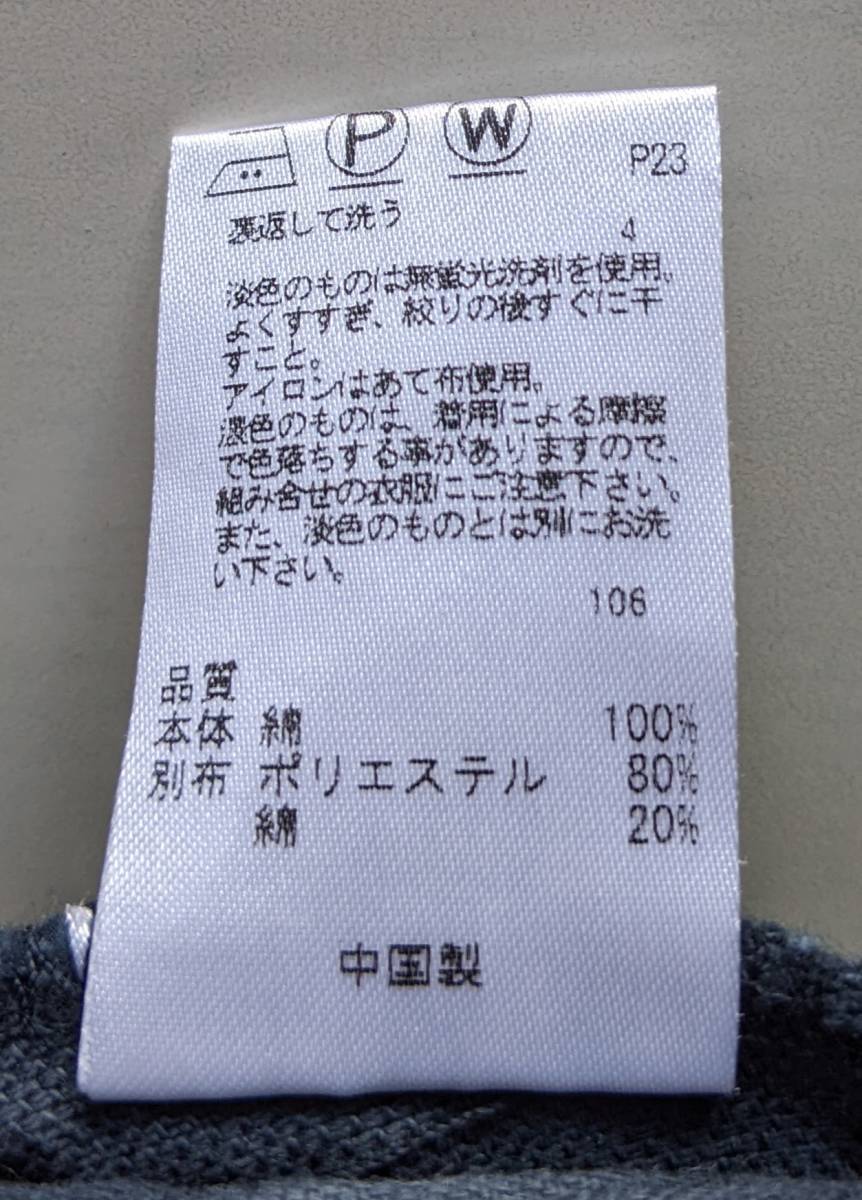 P W
P23
裏返して洗う
4
淡色のものは無蛍光洗剤を使用。
よくすすぎ、絞りの後すぐに干
すこと。
アイロンはあて布使用。
濃色のものは、着用による摩擦
で色落ちする事がありますので、
組み合せの衣服にご注意下さい。
また、淡色のものとは別にお洗
い下さい。
106
品質
本体 綿 100%
別布 ポリエステル 80%
綿 20%
中国製